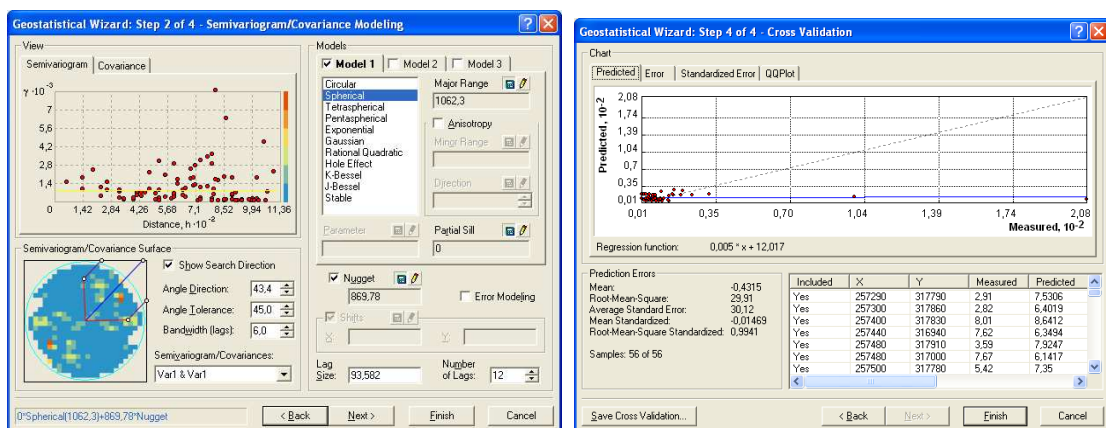 Geostatistical Wizard: Step 2 of 4 - Semivariogram/Covariance Modeling
View
Semivariogram Covariance
γ ·10⁻³
7
5,6
4,2
2,8
1,4
0 1,42 2,84 4,26 5,68 7,1 8,52 9,94 11,36
Distance, h ·10⁻²
Semivariogram/Covariance Surface
Show Search Direction
Angle Direction: 43,4
Angle Tolerance: 45,0
Bandwidth (lags): 6,0
Semivariogram/Covariances:
Var1 & Var1
Models
Model 1 Model 2 Model 3
Circular
Spherical
Tetraspherical
Pentaspherical
Exponential
Gaussian
Rational Quadratic
Hole Effect
K-Bessel
J-Bessel
Stable
Major Range
1062,3
Anisotropy
Minor Range
Direction
Parameter
Partial Sill
0
Nugget
869,78
Error Modeling
Shifts
X: Y:
Lag Size: 93,582
Number of Lags: 12
0*Spherical(1062,3)+869,78*Nugget
< Back Next > Finish Cancel
Geostatistical Wizard: Step 4 of 4 - Cross Validation
Chart
Predicted Error Standardized Error QQPlot
Predicted, 10⁻²
2,08
1,74
1,39
1,04
0,7
0,35
0,01
0,01 0,35 0,70 1,04 1,39 1,74 2,08
Measured, 10⁻²
Regression function: 0,005 * x + 12,017
Prediction Errors
Mean: -0,4315
Root-Mean-Square: 29,91
Average Standard Error: 30,12
Mean Standardized: -0,01469
Root-Mean-Square Standardized: 0,9941
Samples: 56 of 56
Included X Y Measured Predicted
Yes 257290 317790 2,91 7,5306
Yes 257300 317860 2,82 6,4019
Yes 257400 317830 8,01 8,6412
Yes 257440 316940 7,62 6,3494
Yes 257480 317910 3,59 7,9247
Yes 257480 317000 7,67 6,1417
Yes 257500 317780 5,42 7,35
Save Cross Validation... < Back Next > Finish Cancel